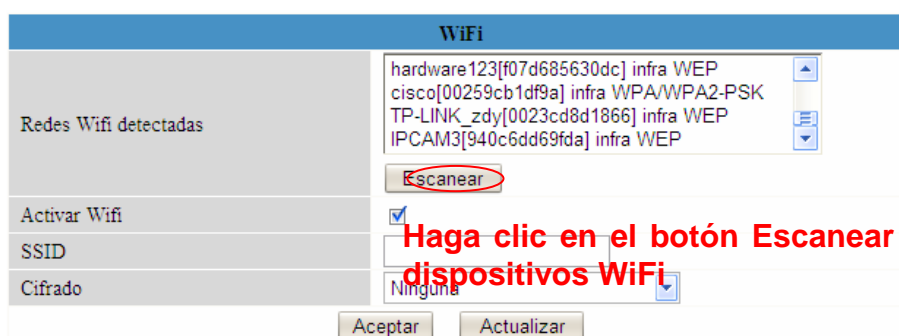 WiFi
Redes Wifi detectadas
hardware123[f07d685630dc] infra WEP
cisco[00259cb1df9a] infra WPA/WPA2-PSK
TP-LINK_zdy[0023cd8d1866] infra WEP
IPCAM3[940c6dd69fda] infra WEP
Escanear
Activar Wifi
Haga clic en el botón Escanear
SSID
dispositivos WiFi
Cifrado
Ninguna
Aceptar
Actualizar